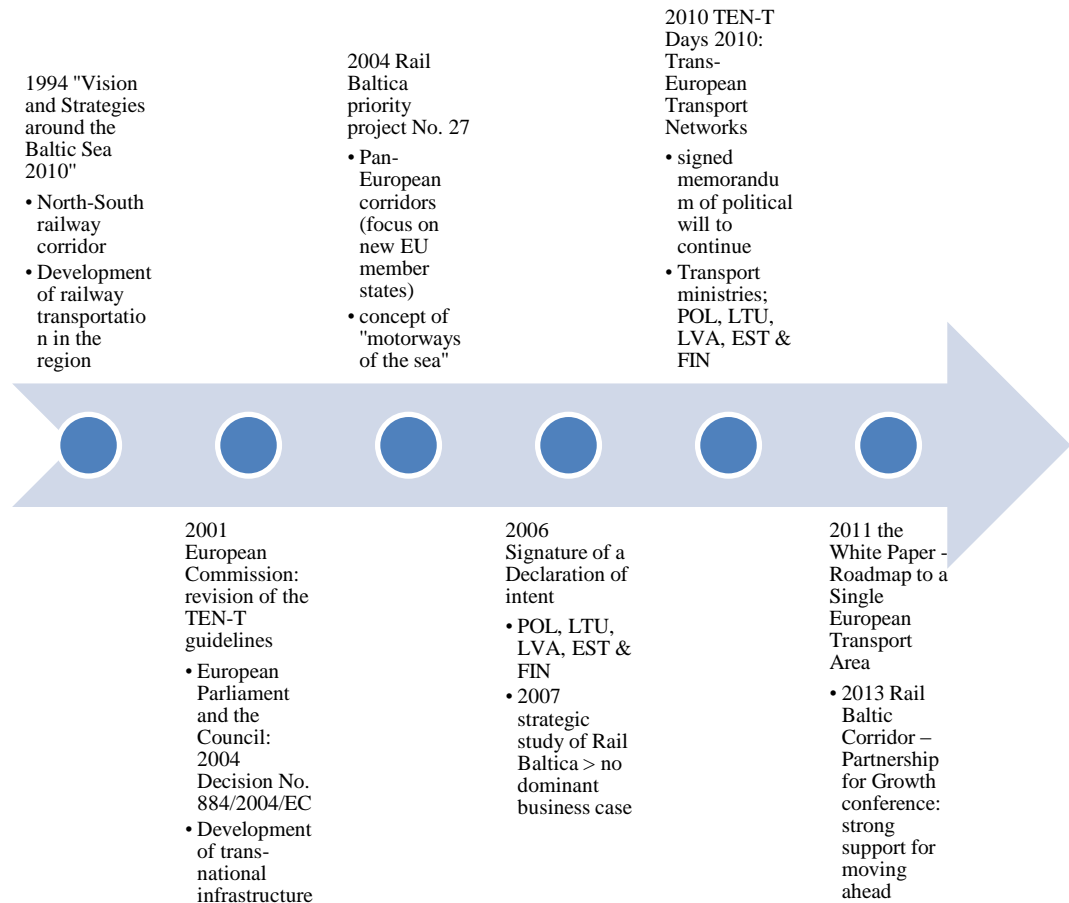 1994 "Vision
and Strategies
around the
Baltic Sea
2010"
• North-South
railway
corridor
• Development
of railway
transportatio
n in the
region
2004 Rail
Baltica
priority
project No. 27
• Pan-
European
corridors
(focus on
new EU
member
states)
• concept of
"motorways
of the sea"
2010 TEN-T
Days 2010:
Trans-
European
Transport
Networks
• signed
memorandu
m of political
will to
continue
• Transport
ministries;
POL, LTU,
LVA, EST &
FIN
2001
European
Commission:
revision of the
TEN-T
guidelines
• European
Parliament
and the
Council:
2004
Decision No.
884/2004/EC
• Development
of trans-
national
infrastructure
2006
Signature of a
Declaration of
intent
• POL, LTU,
LVA, EST &
FIN
• 2007
strategic
study of Rail
Baltica > no
dominant
business case
2011 the
White Paper -
Roadmap to a
Single
European
Transport
Area
• 2013 Rail
Baltic
Corridor –
Partnership
for Growth
conference:
strong
support for
moving
ahead